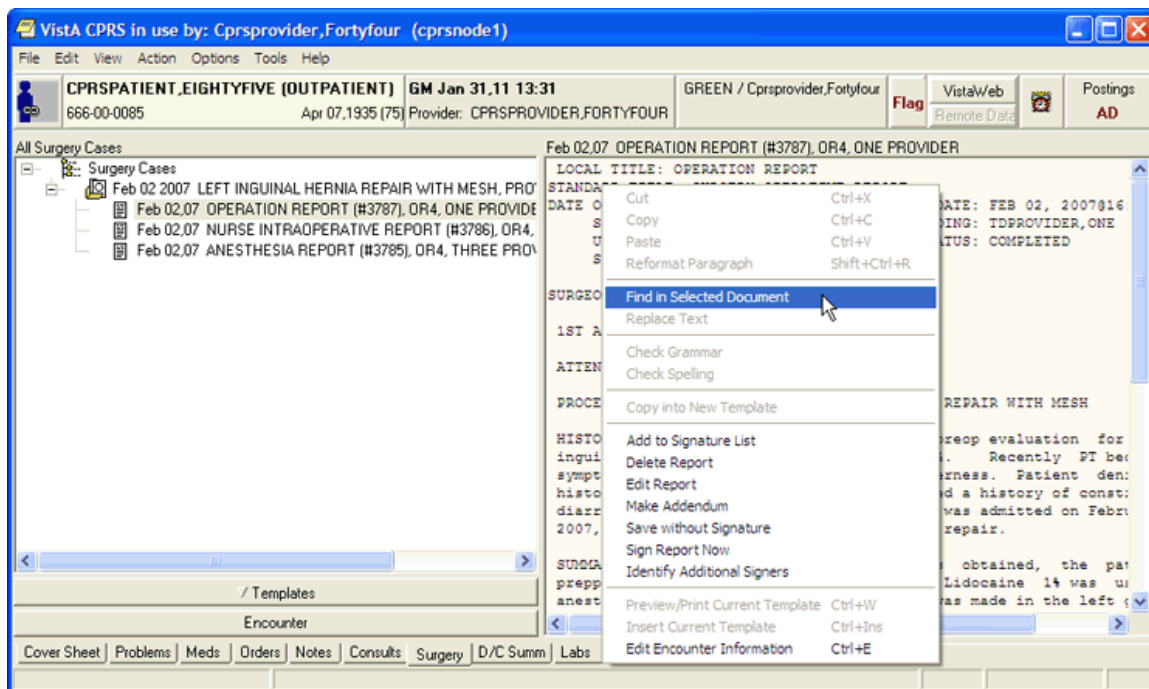 VistA CPRS in use by: Cprsprovider,Fortyfour (cprsnode1)
File Edit View Action Options Tools Help
CPRSPATIENT,EIGHTYFIVE (OUTPATIENT)
666-00-0085 Apr 07,1935 (75)
GM Jan 31,11 13:31
Provider: CPRSPROVIDER,FORTYFOUR
GREEN / Cprsprovider,Fortyfour
Flag
VistaWeb
Remote Data
Postings
AD
All Surgery Cases
Surgery Cases
Feb 02 2007 LEFT INGUINAL HERNIA REPAIR WITH MESH, PRO
Feb 02,07 OPERATION REPORT (#3787), OR4, ONE PROVIDE
Feb 02,07 NURSE INTRAOPERATIVE REPORT (#3786), OR4,
Feb 02,07 ANESTHESIA REPORT (#3785), OR4, THREE PROV
/ Templates
Encounter
Feb 02,07 OPERATION REPORT (#3787), OR4, ONE PROVIDER
LOCAL TITLE: OPERATION REPORT
DATE O
DATE: FEB 02, 2007@16
S
DING: TDPROVIDER,ONE
U
TATUS: COMPLETED
S
SURGEO
1ST A
ATTEN
PROCE
REPAIR WITH MESH
HISTO
preop evaluation for
ingui
. Recently PT bec
sympt
erness. Patient deni
histo
d a history of
diarr
was admitted on Febru
2007,
repair.
SUMMA
obtained, the pat
prepp
Lidocaine 1% was us
anest
was made in the left g
Cut Ctrl+X
Copy Ctrl+C
Paste Ctrl+V
Reformat Paragraph Shift+Ctrl+R
Find in Selected Document
Replace Text
Check Grammar
Check Spelling
Copy into New Template
Add to Signature List
Delete Report
Edit Report
Make Addendum
Save without Signature
Sign Report Now
Identify Additional Signers
Preview/Print Current Template Ctrl+W
Insert Current Template Ctrl+Ins
Edit Encounter Information Ctrl+E
Cover Sheet Problems Meds Orders Notes Consults Surgery D/C Summ Labs